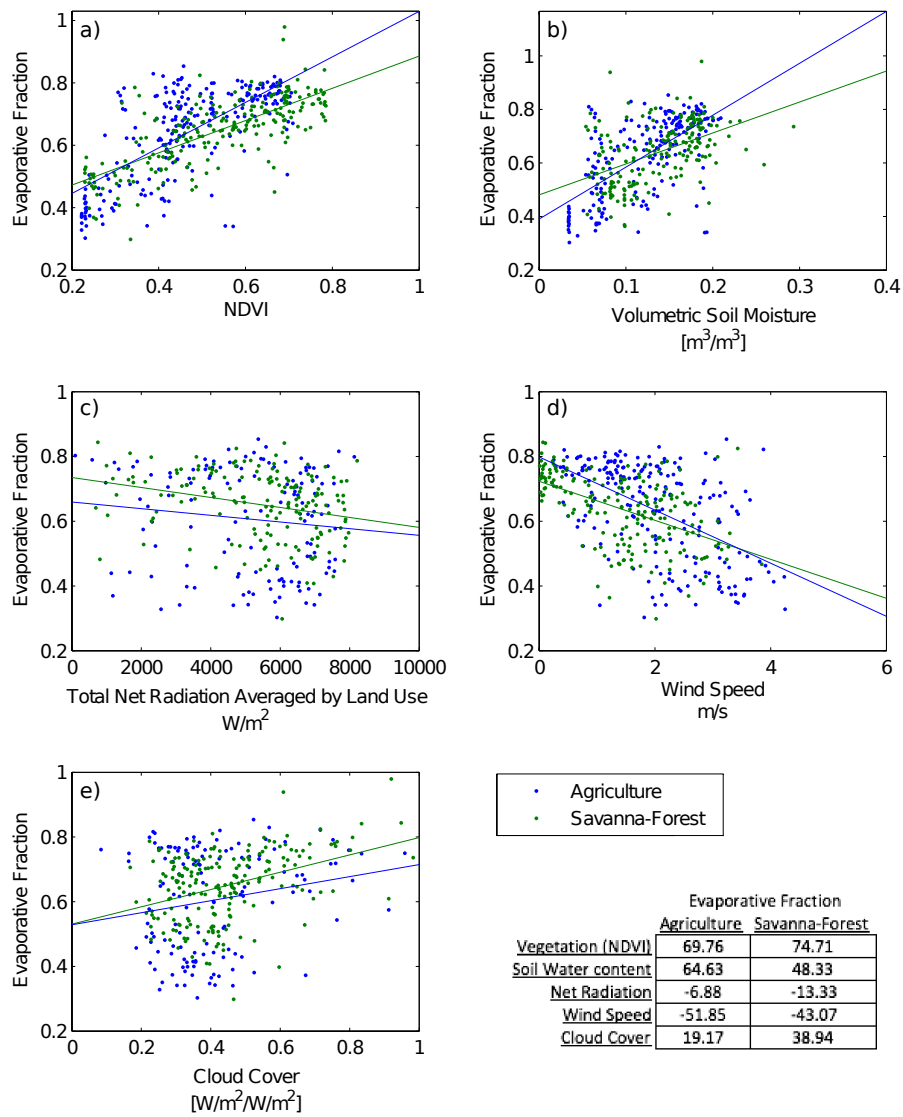 a)
1
0.8
0.6
0.4
0.2
Evaporative Fraction
0.2 0.4 0.6 0.8 1
NDVI
b)
1
0.8
0.6
0.4
0.2
Evaporative Fraction
0 0.1 0.2 0.3 0.4
Volumetric Soil Moisture
[m³/m³]
c)
1
0.8
0.6
0.4
0.2
Evaporative Fraction
0 2000 4000 6000 8000 10000
Total Net Radiation Averaged by Land Use
W/m²
d)
1
0.8
0.6
0.4
0.2
Evaporative Fraction
0 2 4 6
Wind Speed
m/s
e)
1
0.8
0.6
0.4
0.2
Evaporative Fraction
0 0.2 0.4 0.6 0.8 1
Cloud Cover
[W/m²/W/m²]
Agriculture
Savanna-Forest
Evaporative Fraction
Agriculture Savanna-Forest
Vegetation (NDVI) 69.76 74.71
Soil Water content 64.63 48.33
Net Radiation -6.88 -13.33
Wind Speed -51.85 -43.07
Cloud Cover 19.17 38.94